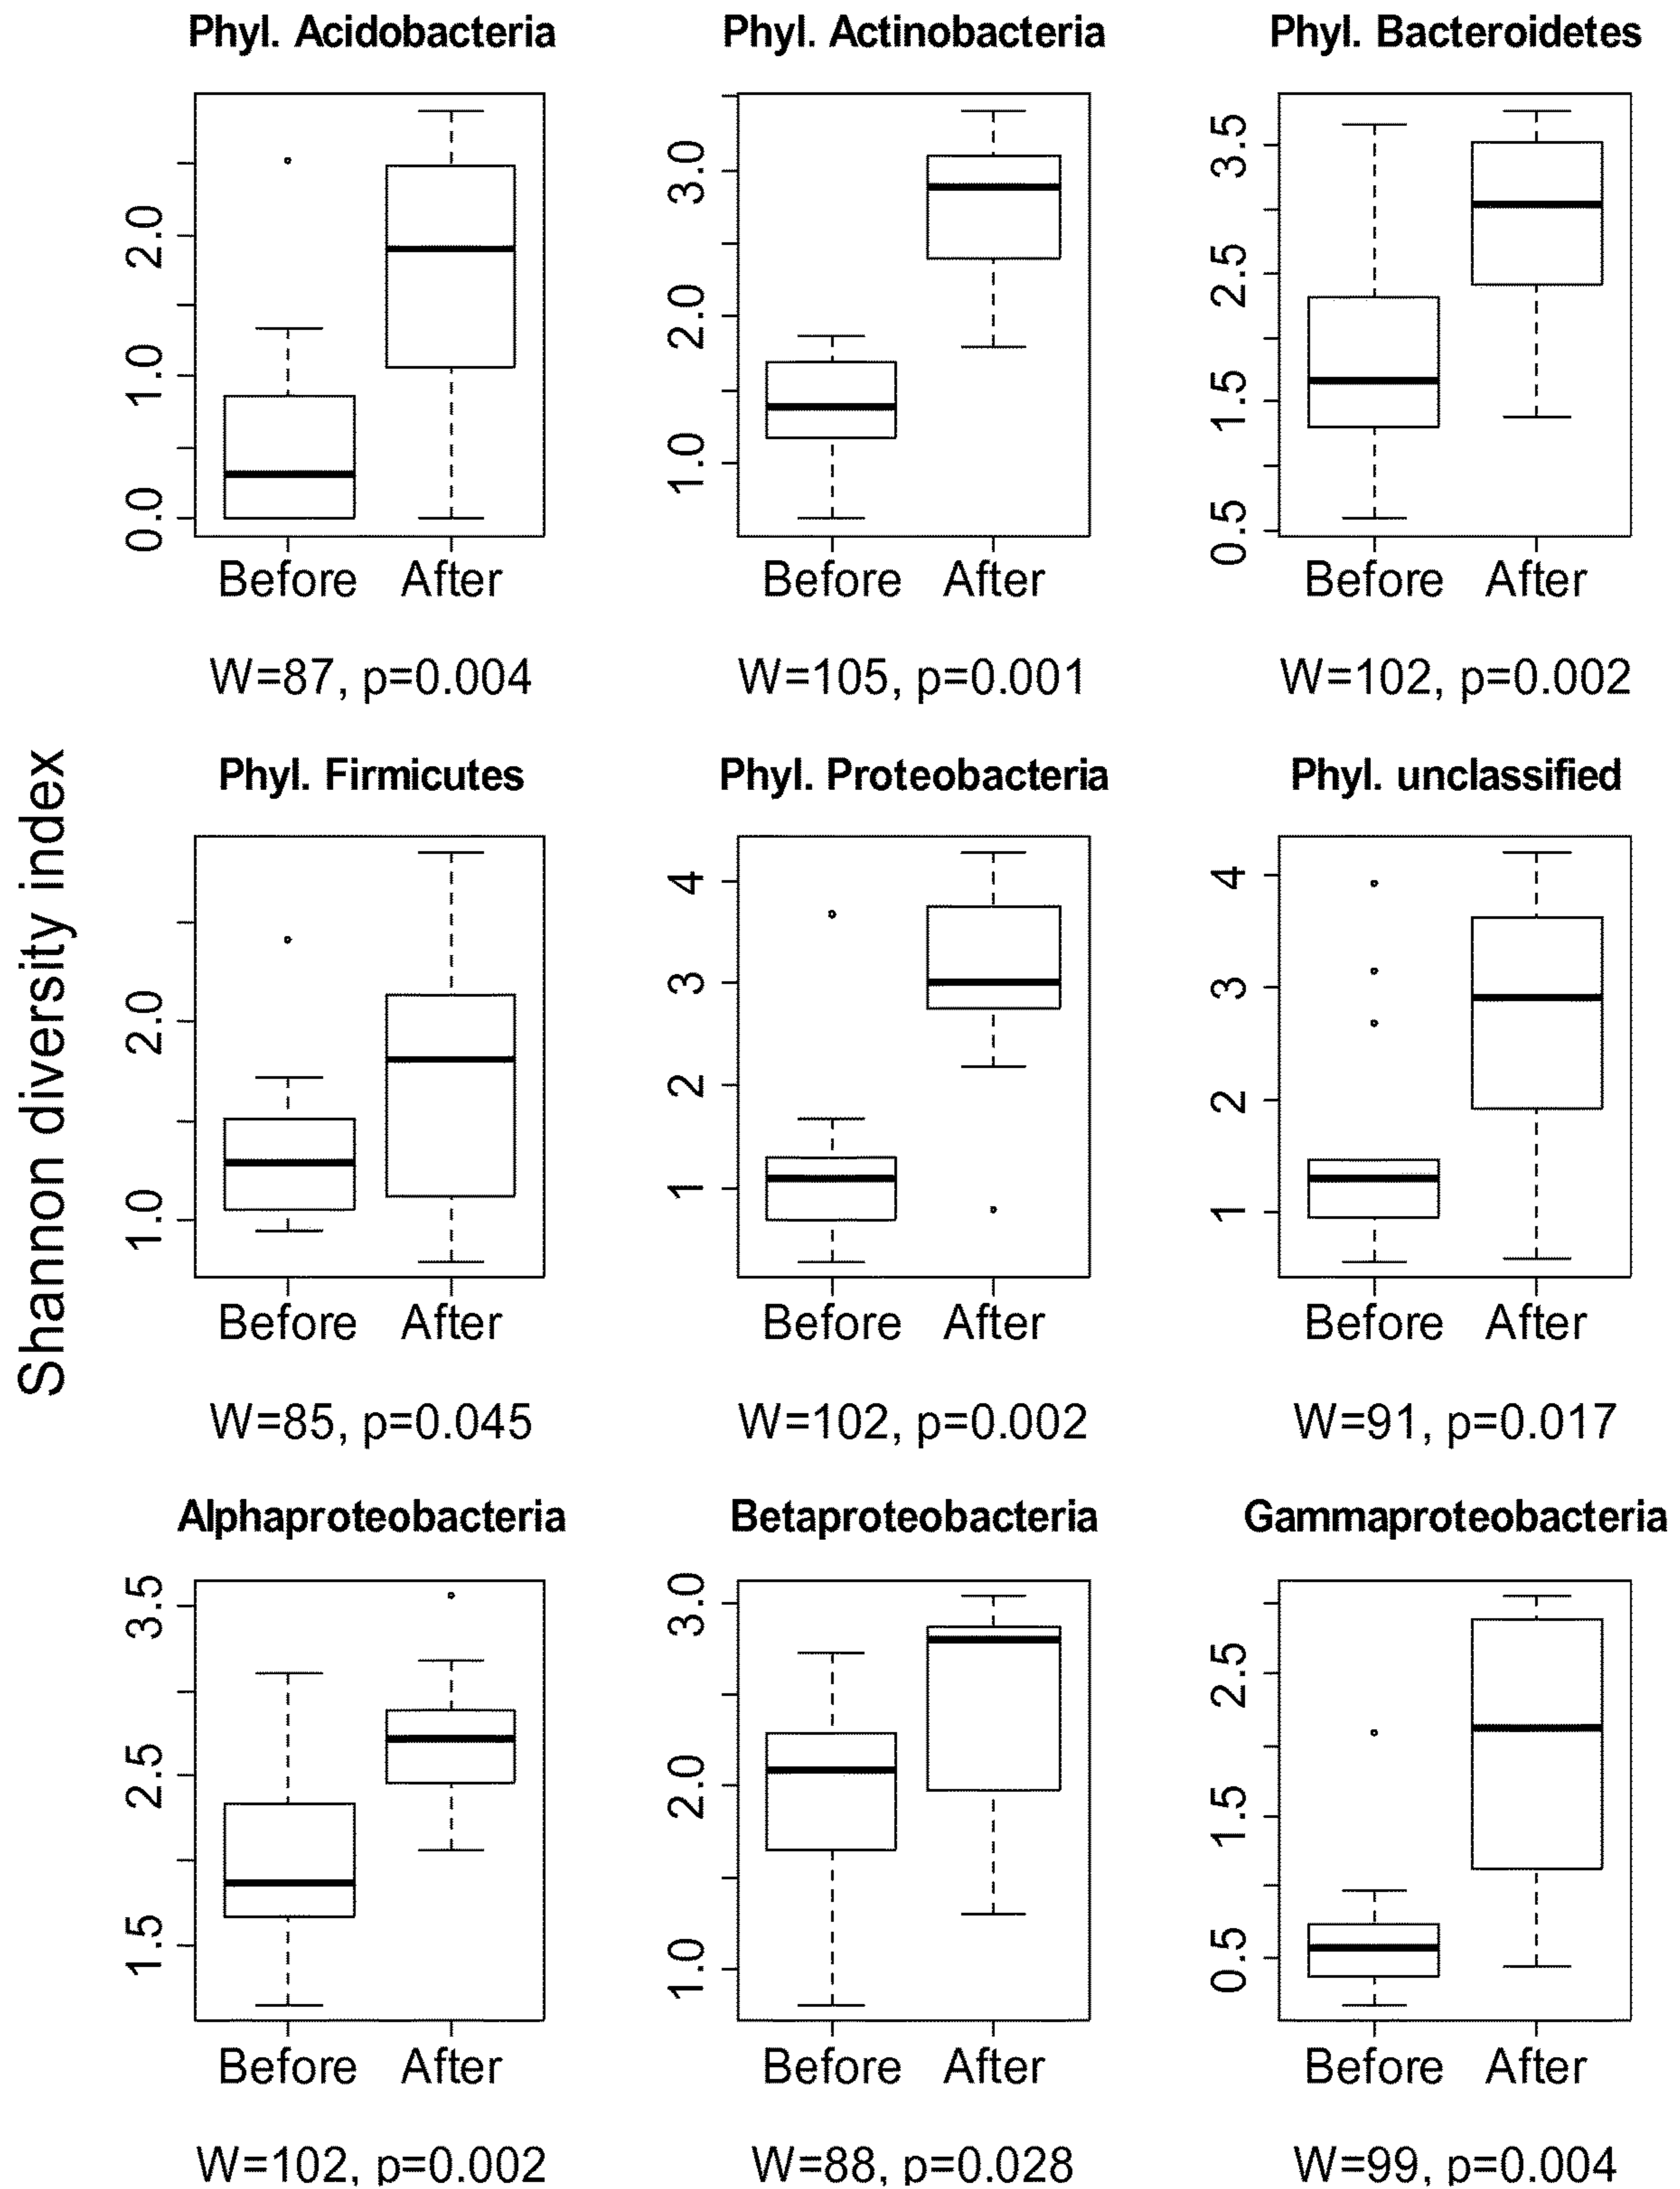 Phyl. Acidobacteria
2.0
1.0
0.0
Before After
W=87, p=0.004
Phyl. Actinobacteria
3.0
2.0
1.0
Before After
W=105, p=0.001
Phyl. Bacteroidetes
3.5
2.5
1.5
0.5
Before After
W=102, p=0.002
Shannon diversity index
Phyl. Firmicutes
2.0
1.0
Before After
W=85, p=0.045
Phyl. Proteobacteria
4
3
2
1
Before After
W=102, p=0.002
Phyl. unclassified
4
3
2
1
Before After
W=91, p=0.017
Alphaproteobacteria
3.5
2.5
1.5
Before After
W=102, p=0.002
Betaproteobacteria
3.0
2.0
1.0
Before After
W=88, p=0.028
Gammaproteobacteria
2.5
1.5
0.5
Before After
W=99, p=0.004